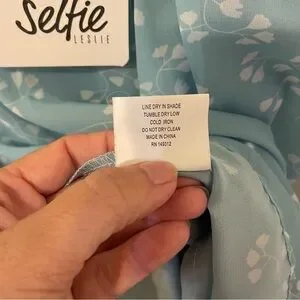 Selfie
LESLIE
LINE DRY IN SHADE
TUMBLE DRY LOW
COLD IRON
DO NOT DRY CLEAN
MADE IN CHINA
RN 149312